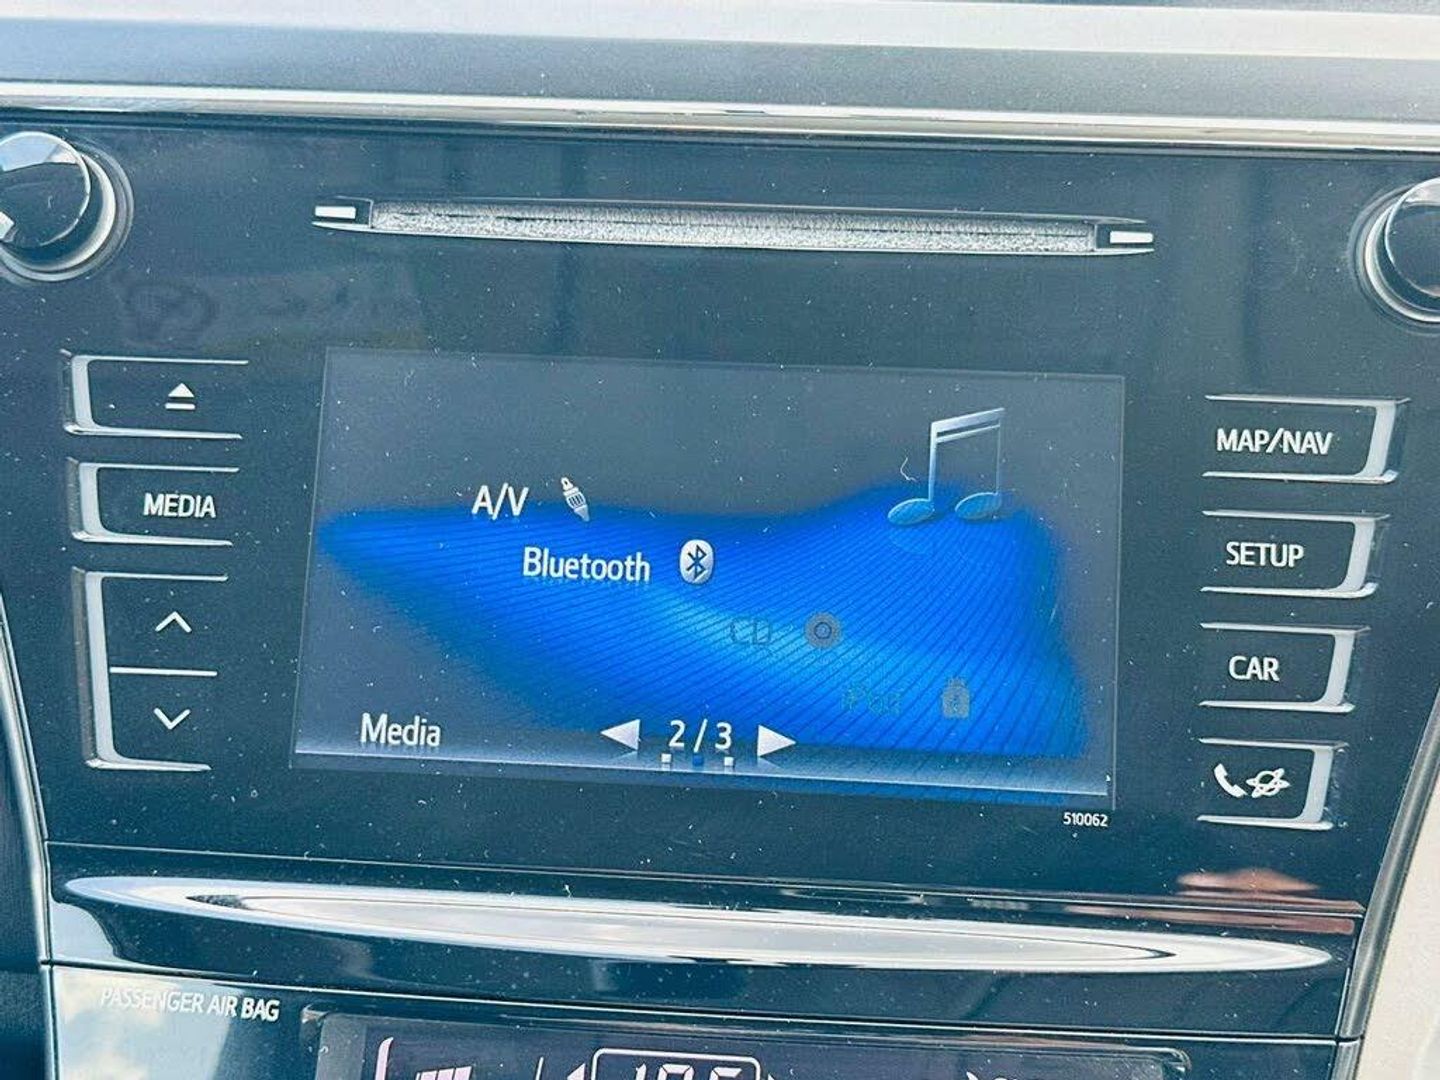 MEDIA
A/V
Bluetooth
CD
iPod
Media
2 / 3
MAP/NAV
SETUP
CAR
510062
PASSENGER AIR BAG